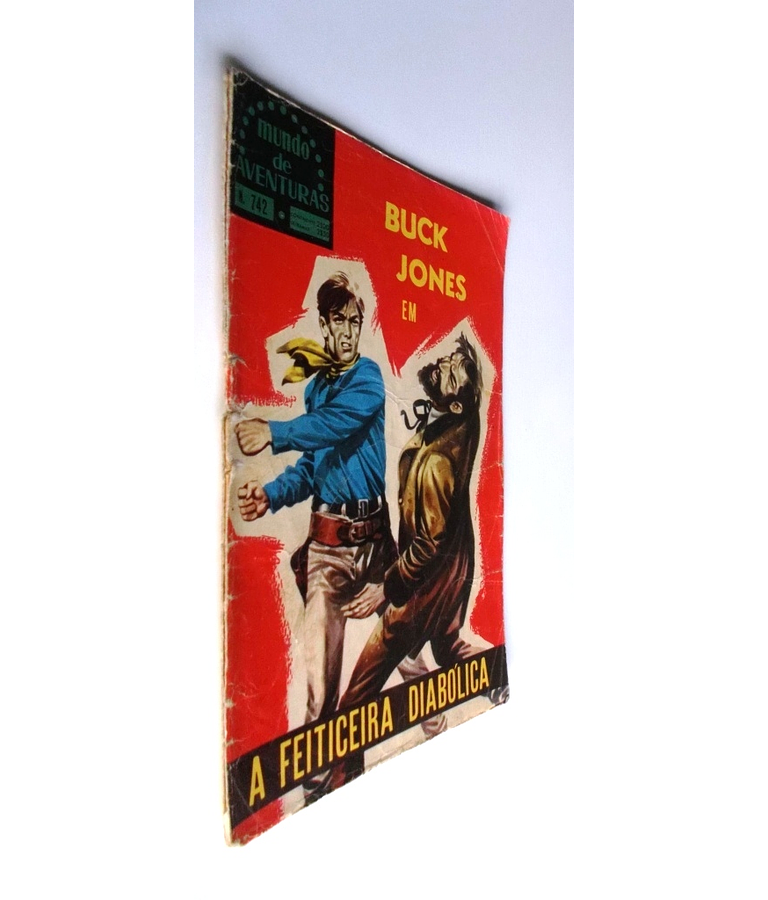 mundo
de
AVENTURAS
N. 742
BUCK
JONES
EM
A FEITICEIRA DIABÓLICA